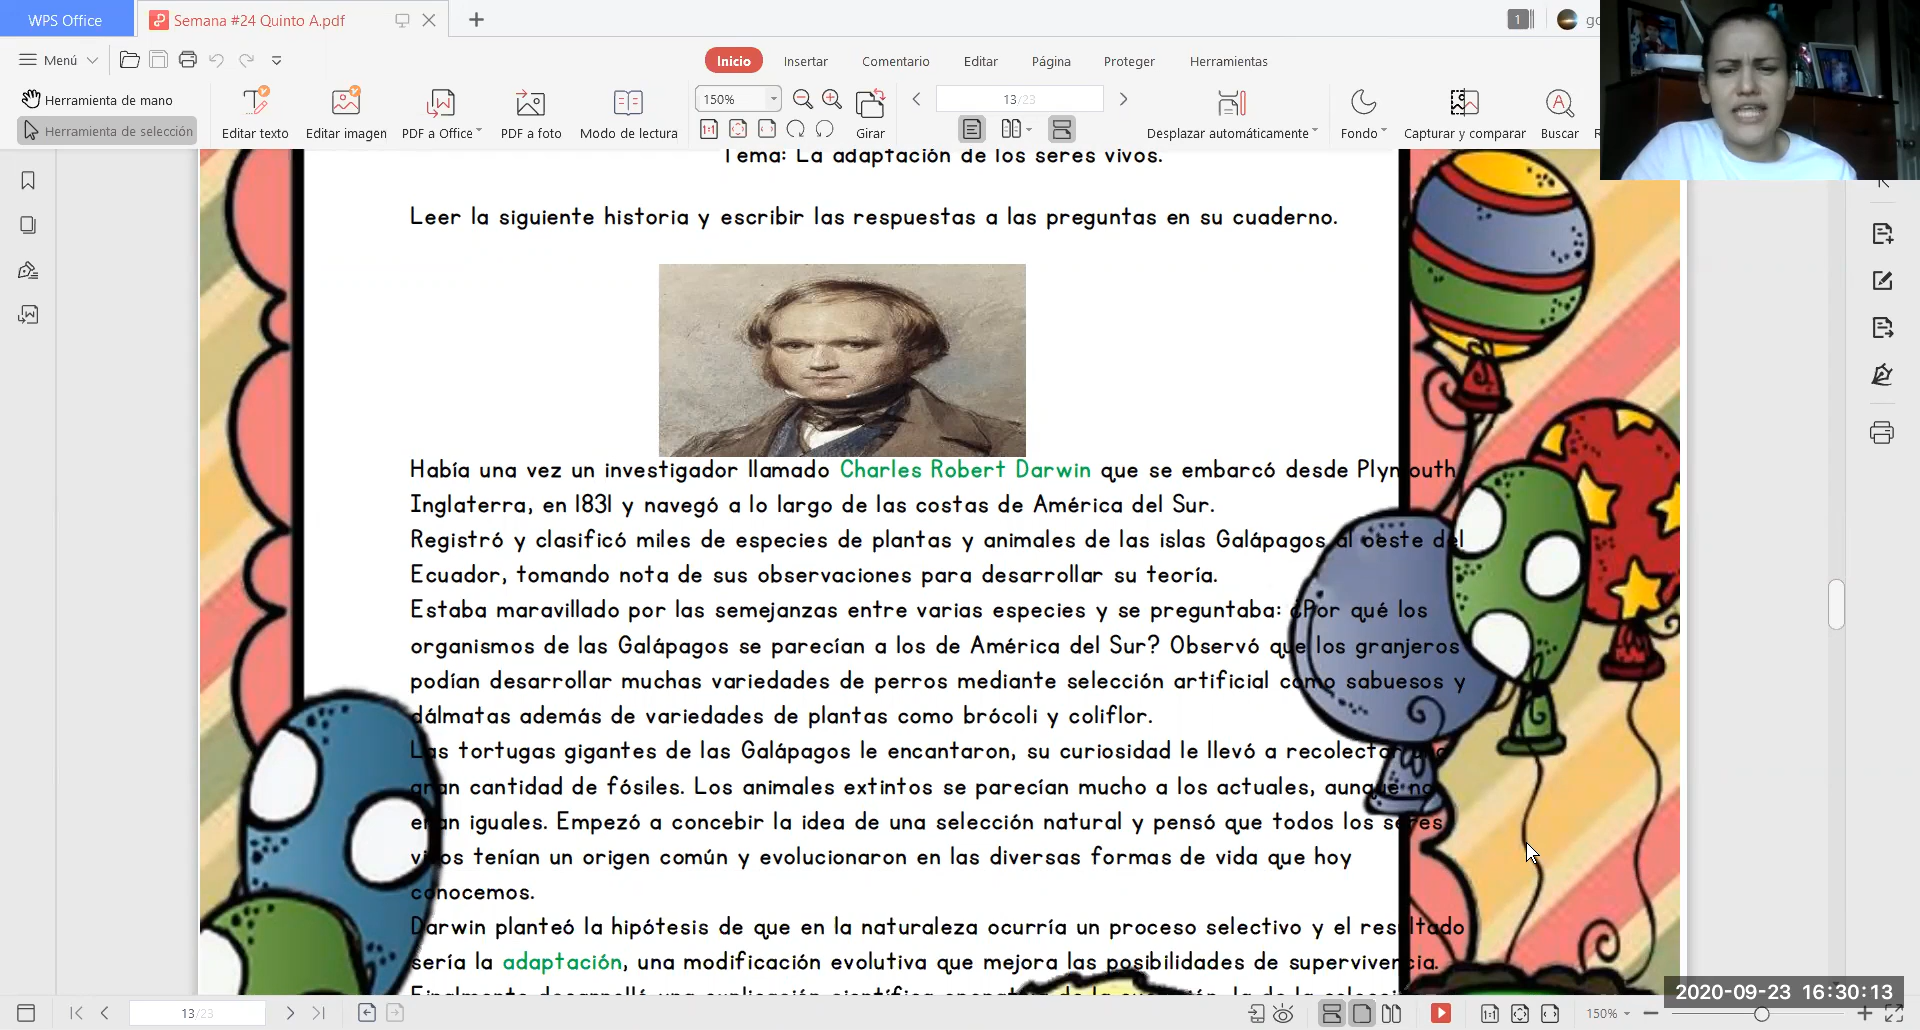 WPS Office
Semana #24 Quinto A.pdf
1
Menú
Inicio
Insertar
Comentario
Editar
Página
Proteger
Herramientas
Herramienta de mano
Herramienta de selección
Editar texto
Editar imagen
PDF a Office
PDF a foto
Modo de lectura
150%
13/23
Girar
Desplazar automáticamente
Fondo
Capturar y comparar
Buscar
Tema: La adaptación de los seres vivos.
Leer la siguiente historia y escribir las respuestas a las preguntas en su cuaderno.
Había una vez un investigador llamado Charles Robert Darwin que se embarcó desde Plymouth
Inglaterra, en 1831 y navegó a lo largo de las costas de América del Sur.
Registró y clasificó miles de especies de plantas y animales de las islas Galápagos al oeste del
Ecuador, tomando nota de sus observaciones para desarrollar su teoría.
Estaba maravillado por las semejanzas entre varias especies y se preguntaba: ¿Por qué los
organismos de las Galápagos se parecían a los de América del Sur? Observó que los granjeros
podían desarrollar muchas variedades de perros mediante selección artificial como sabuesos y
dálmatas además de variedades de plantas como brócoli y coliflor.
Las tortugas gigantes de las Galápagos le encantaron, su curiosidad le llevó a recolectar una
gran cantidad de fósiles. Los animales extintos se parecían mucho a los actuales, aunque no
eran iguales. Empezó a concebir la idea de una selección natural y pensó que todos los seres
vivos tenían un origen común y evolucionaron en las diversas formas de vida que hoy
conocemos.
Darwin planteó la hipótesis de que en la naturaleza ocurría un proceso selectivo y el resultado
sería la adaptación, una modificación evolutiva que mejora las posibilidades de supervivencia.
2020-09-23 16:30:13
13/23
150%